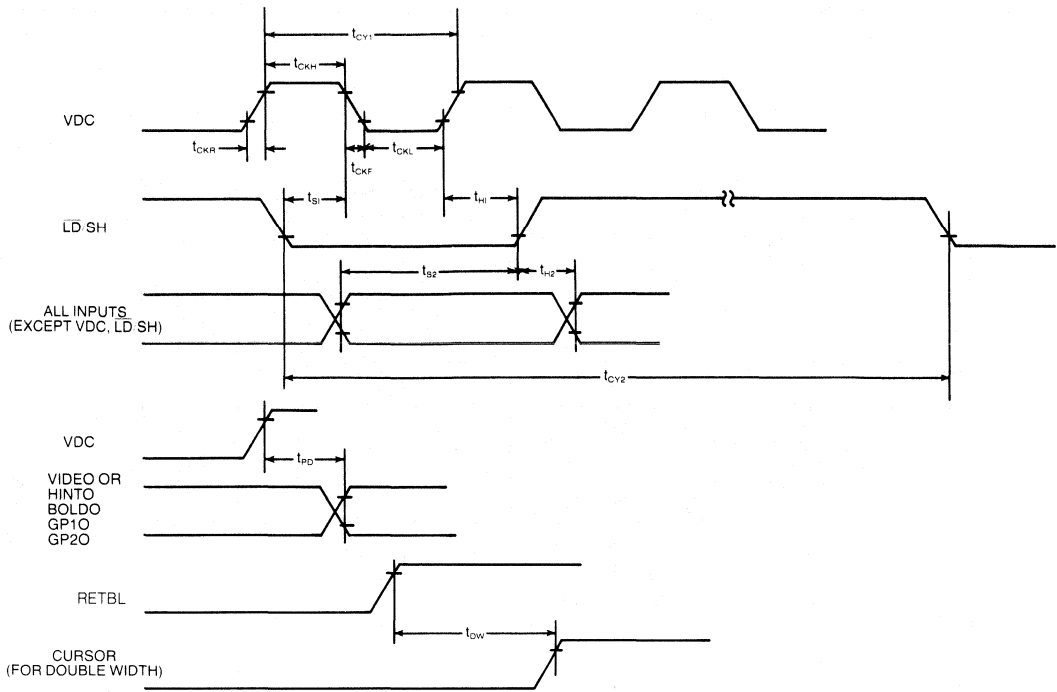 tCY1
tCKH
VDC
tCKR
tCKL
tCKF
tS1
tH1
LD SH
tS2
tH2
ALL INPUTS
(EXCEPT VDC, LD SH)
tCY2
VDC
tPD
VIDEO OR
HINTO
BOLDO
GP1O
GP2O
RETBL
tDW
CURSOR
(FOR DOUBLE WIDTH)